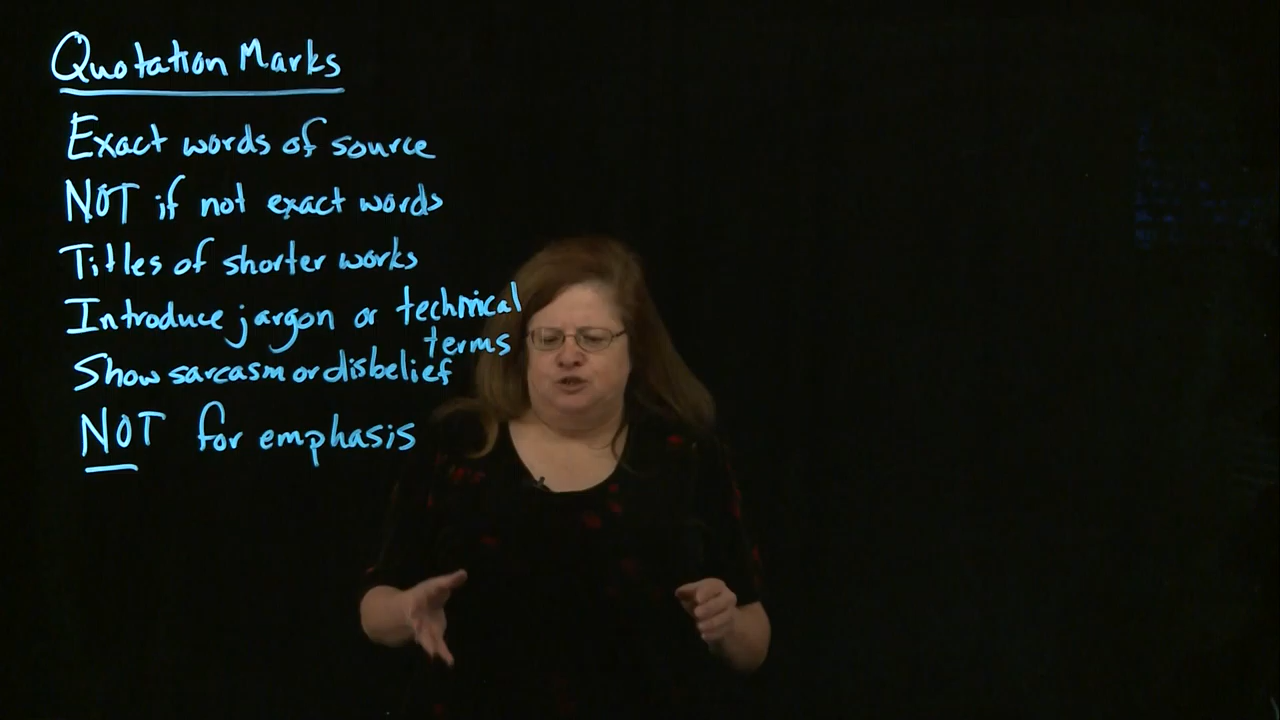 Quotation Marks
Exact words of source
NOT if not exact words
Titles of shorter works
Introduce jargon or technical
terms
Show sarcasm or disbelief
NOT for emphasis